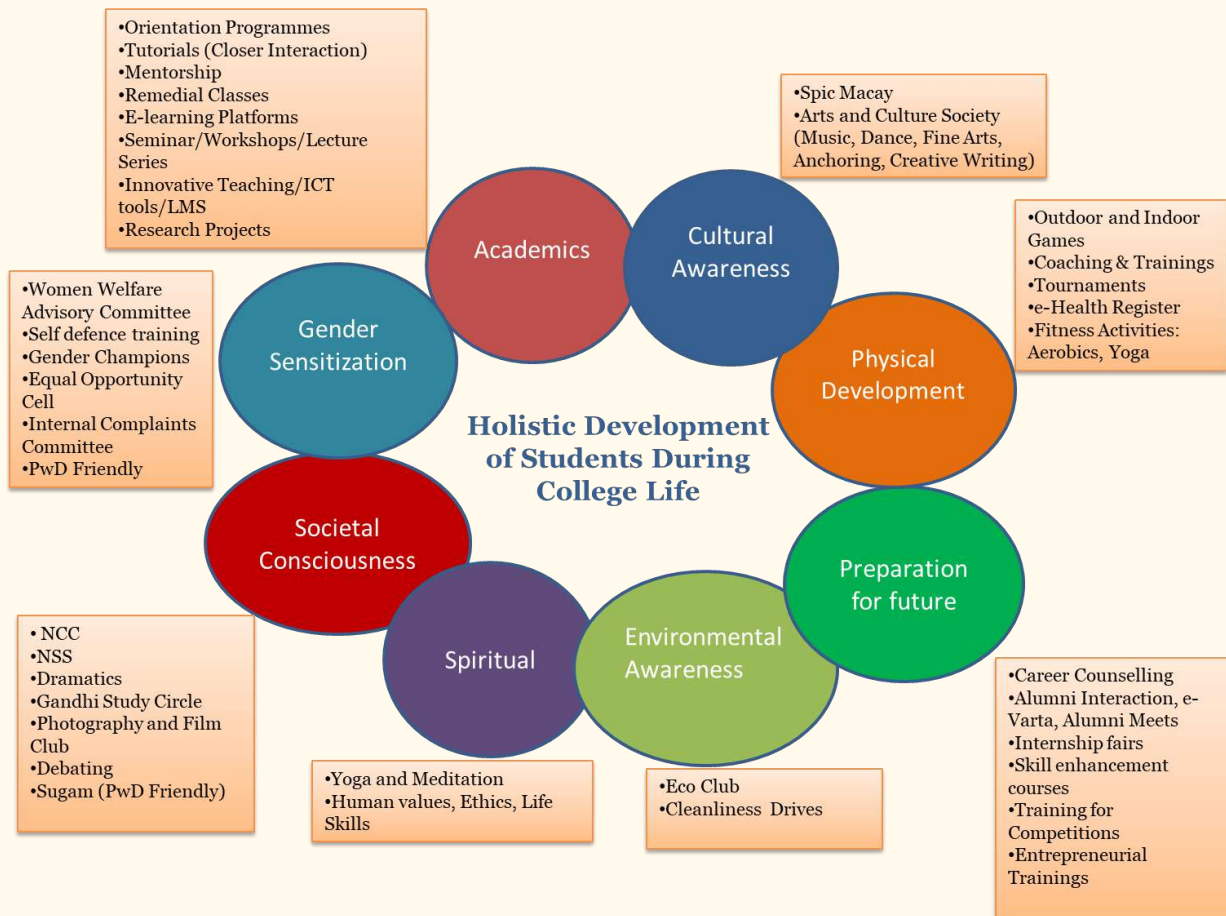 •Orientation Programmes
•Tutorials (Closer Interaction)
•Mentorship
•Remedial Classes
•E-learning Platforms
•Seminar/Workshops/Lecture
Series
•Innovative Teaching/ICT
tools/LMS
•Research Projects
•Spic Macay
•Arts and Culture Society
(Music, Dance, Fine Arts,
Anchoring, Creative Writing)
Academics
Cultural
Awareness
•Outdoor and Indoor
Games
•Coaching & Trainings
•Tournaments
•e-Health Register
•Fitness Activities:
Aerobics, Yoga
•Women Welfare
Advisory Committee
•Self defence training
•Gender Champions
•Equal Opportunity
Cell
•Internal Complaints
Committee
•PwD Friendly
Gender
Sensitization
Physical
Development
Holistic Development
of Students During
College Life
Societal
Consciousness
Preparation
for future
Spiritual
Environmental
Awareness
• NCC
•NSS
•Dramatics
•Gandhi Study Circle
•Photography and Film
Club
•Debating
•Sugam (PwD Friendly)
•Yoga and Meditation
•Human values, Ethics, Life
Skills
•Eco Club
•Cleanliness Drives
•Career Counselling
•Alumni Interaction, e-
Varta, Alumni Meets
•Internship fairs
•Skill enhancement
courses
•Training for
Competitions
•Entrepreneurial
Trainings